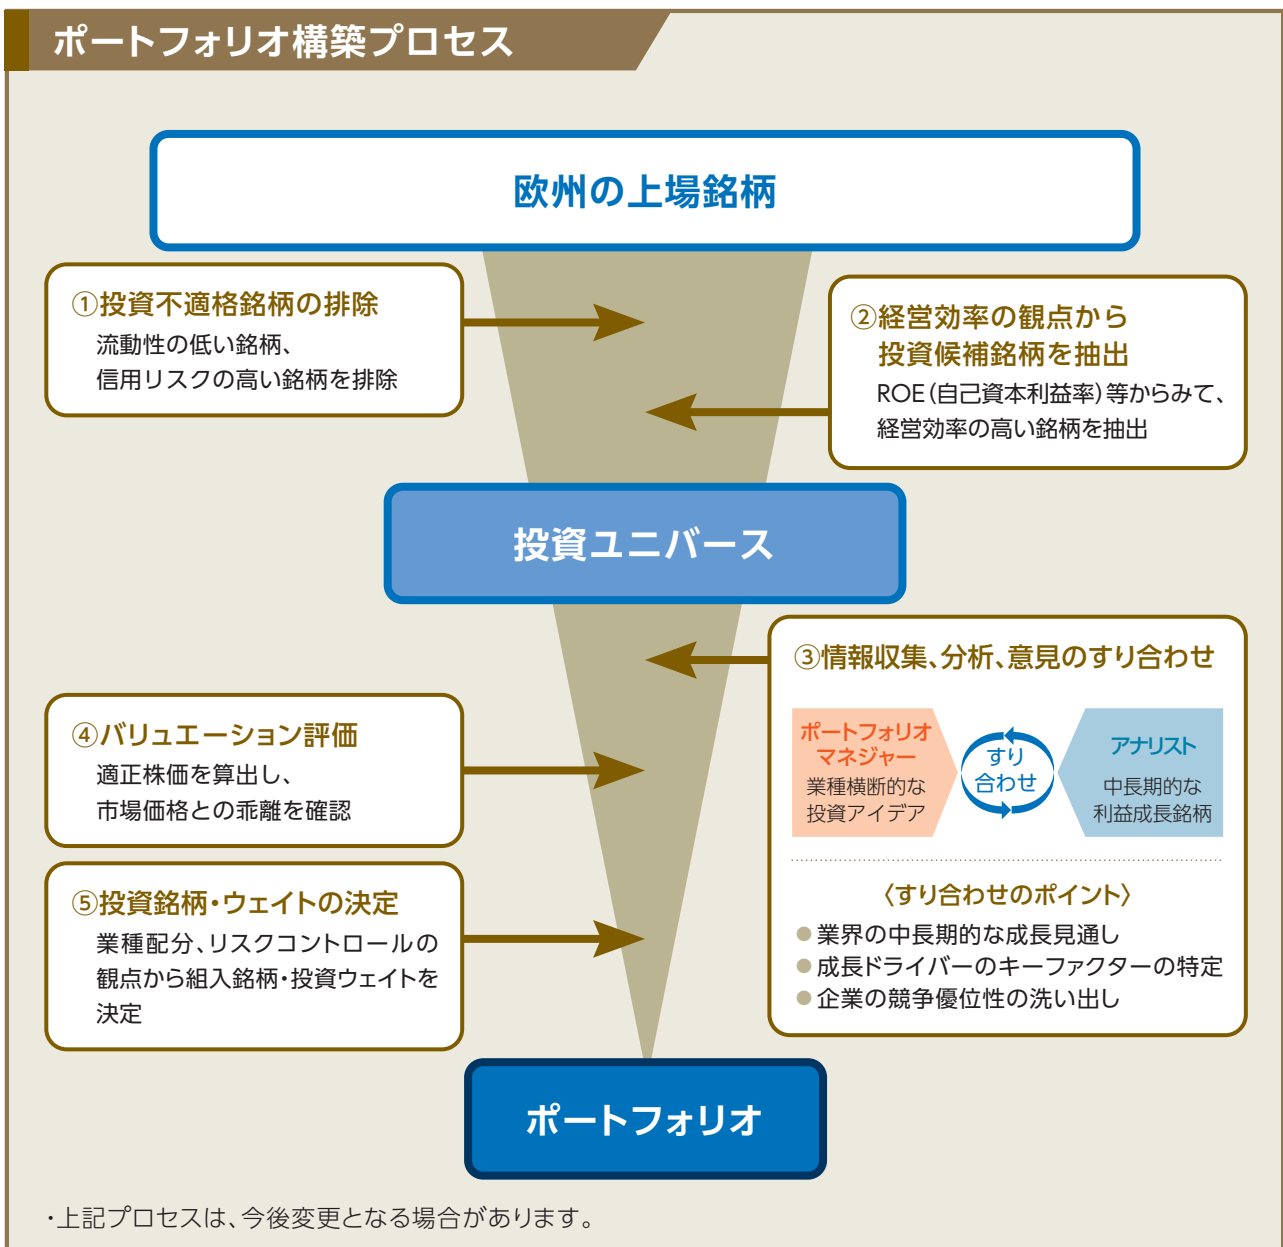 ポートフォリオ構築プロセス
欧州の上場銘柄
①投資不適格銘柄の排除
流動性の低い銘柄、
信用リスクの高い銘柄を排除
②経営効率の観点から
投資候補銘柄を抽出
ROE(自己資本利益率)等からみて、
経営効率の高い銘柄を抽出
投資ユニバース
③情報収集、分析、意見のすり合わせ
ポートフォリオ
マネジャー
業種横断的な
投資アイデア
すり
合わせ
アナリスト
中長期的な
利益成長銘柄
〈すり合わせのポイント〉
●業界の中長期的な成長見通し
●成長ドライバーのキーファクターの特定
●企業の競争優位性の洗い出し
④バリュエーション評価
適正株価を算出し、
市場価格との乖離を確認
⑤投資銘柄・ウェイトの決定
業種配分、リスクコントロールの
観点から組入銘柄・投資ウェイトを
決定
ポートフォリオ
・上記プロセスは、今後変更となる場合があります。